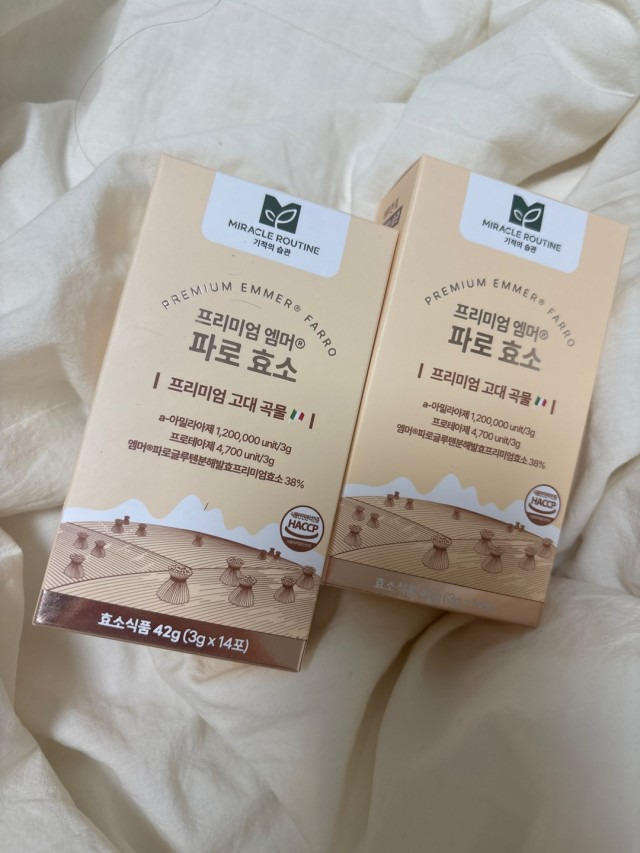 MIRACLE ROUTINE
기적의 습관
PREMIUM EMMER® FARRO
프리미엄 엠머®
파로 효소
프리미엄 고대 곡물
a-아밀라아제 1,200,000 unit/3g
프로테아제 4,700 unit/3g
엠머®파로글루텐분해발효프리미엄효소 38%
HACCP
효소식품 42g (3g x 14포)
MIRACLE ROUTINE
기적의 습관
PREMIUM EMMER® FARRO
프리미엄 엠머®
파로 효소
프리미엄 고대 곡물
a-아밀라아제 1,200,000 unit/3g
프로테아제 4,700 unit/3g
엠머®파로글루텐분해발효프리미엄효소 38%
HACCP
효소식품